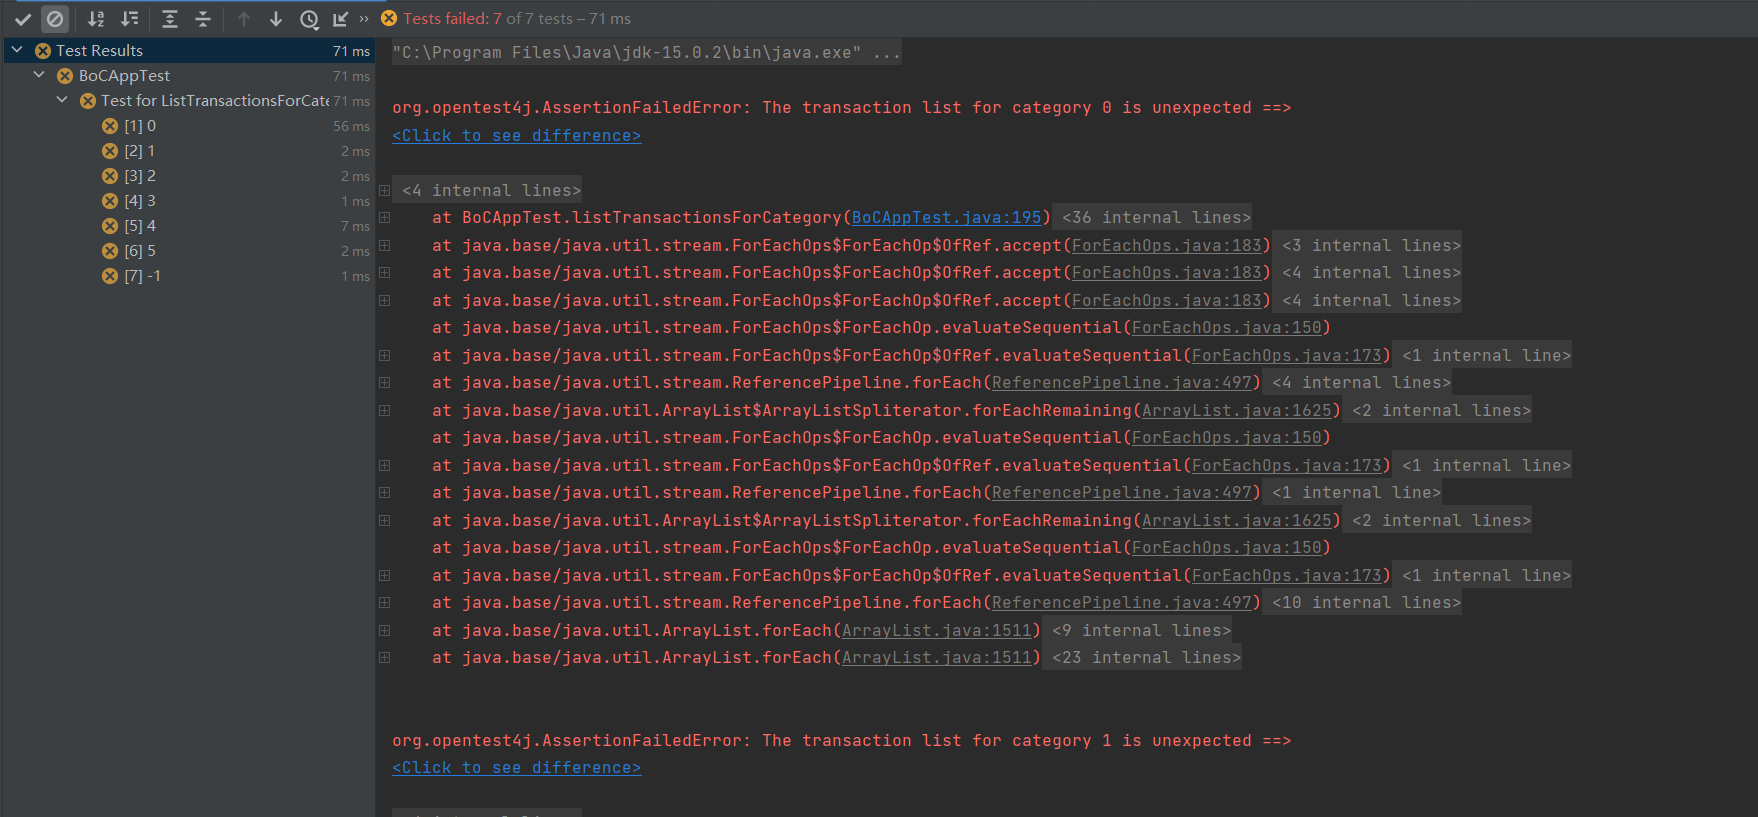 Tests failed: 7 of 7 tests – 71 ms
Test Results 71 ms
BoCAppTest 71 ms
Test for ListTransactionsForCate 71 ms
[1] 0 56 ms
[2] 1 2 ms
[3] 2 2 ms
[4] 3 1 ms
[5] 4 7 ms
[6] 5 2 ms
[7] -1 1 ms
"C:\Program Files\Java\jdk-15.0.2\bin\java.exe" ...
org.opentest4j.AssertionFailedError: The transaction list for category 0 is unexpected ==>
<Click to see difference>
<4 internal lines>
at BoCAppTest.listTransactionsForCategory(BoCAppTest.java:195) <36 internal lines>
at java.base/java.util.stream.ForEachOps$ForEachOp$OfRef.accept(ForEachOps.java:183) <3 internal lines>
at java.base/java.util.stream.ForEachOps$ForEachOp$OfRef.accept(ForEachOps.java:183) <4 internal lines>
at java.base/java.util.stream.ForEachOps$ForEachOp$OfRef.accept(ForEachOps.java:183) <4 internal lines>
at java.base/java.util.stream.ForEachOps$ForEachOp.evaluateSequential(ForEachOps.java:150)
at java.base/java.util.stream.ForEachOps$ForEachOp$OfRef.evaluateSequential(ForEachOps.java:173) <1 internal line>
at java.base/java.util.stream.ReferencePipeline.forEach(ReferencePipeline.java:497) <4 internal lines>
at java.base/java.util.ArrayList$ArrayListSpliterator.forEachRemaining(ArrayList.java:1625) <2 internal lines>
at java.base/java.util.stream.ForEachOps$ForEachOp.evaluateSequential(ForEachOps.java:150)
at java.base/java.util.stream.ForEachOps$ForEachOp$OfRef.evaluateSequential(ForEachOps.java:173) <1 internal line>
at java.base/java.util.stream.ReferencePipeline.forEach(ReferencePipeline.java:497) <1 internal line>
at java.base/java.util.ArrayList$ArrayListSpliterator.forEachRemaining(ArrayList.java:1625) <2 internal lines>
at java.base/java.util.stream.ForEachOps$ForEachOp.evaluateSequential(ForEachOps.java:150)
at java.base/java.util.stream.ForEachOps$ForEachOp$OfRef.evaluateSequential(ForEachOps.java:173) <1 internal line>
at java.base/java.util.stream.ReferencePipeline.forEach(ReferencePipeline.java:497) <10 internal lines>
at java.base/java.util.ArrayList.forEach(ArrayList.java:1511) <9 internal lines>
at java.base/java.util.ArrayList.forEach(ArrayList.java:1511) <23 internal lines>
org.opentest4j.AssertionFailedError: The transaction list for category 1 is unexpected ==>
<Click to see difference>